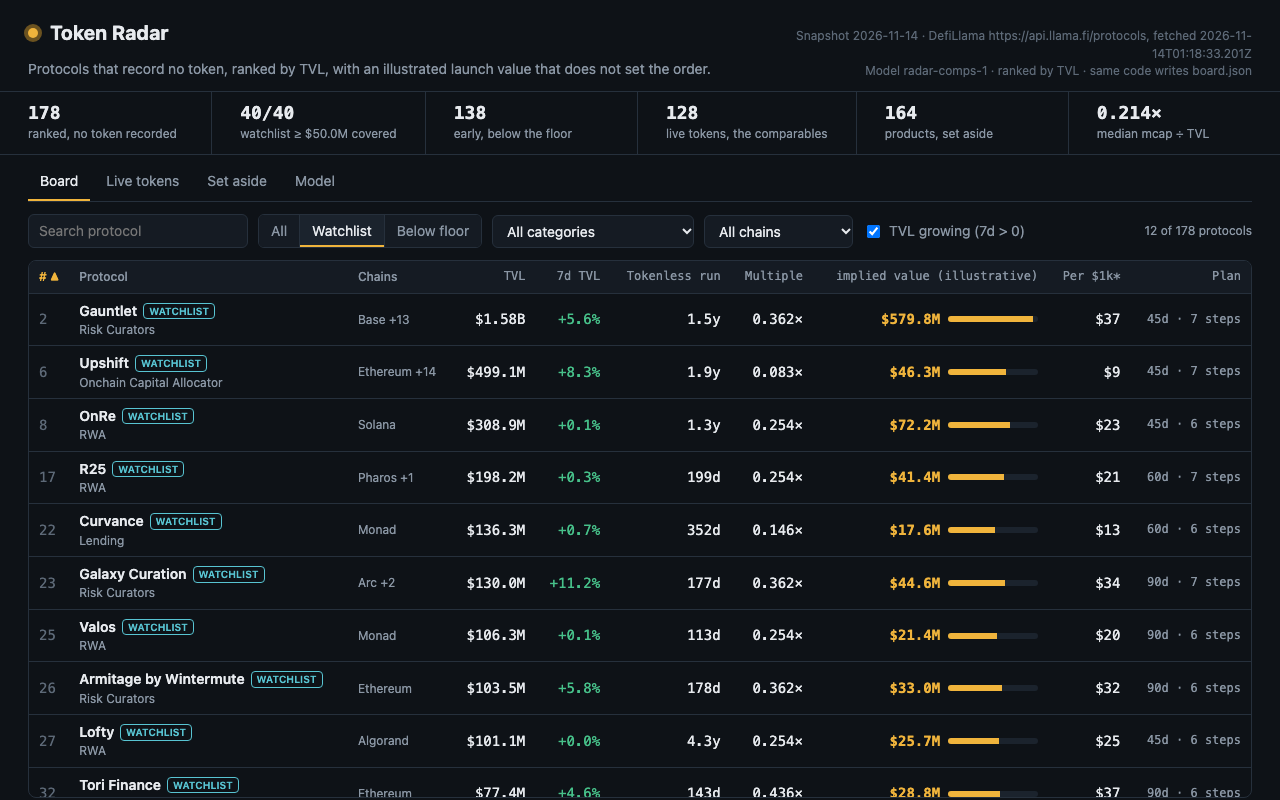 Token Radar
Snapshot 2026-11-14 · DefiLlama https://api.llama.fi/protocols, fetched 2026-11-
14T01:18:33.201Z
Protocols that record no token, ranked by TVL, with an illustrated launch value that does not set the order.
Model radar-comps-1 · ranked by TVL · same code writes board.json
178 40/40 138 128 164 0.214×
ranked, no token recorded watchlist ≥ $50.0M covered early, below the floor live tokens, the comparables products, set aside median mcap ÷ TVL
Board Live tokens Set aside Model
Search protocol All Watchlist Below floor All categories All chains TVL growing (7d > 0) 12 of 178 protocols
# ▲ Protocol Chains TVL 7d TVL Tokenless run Multiple implied value (illustrative) Per $1k* Plan
2 Gauntlet WATCHLIST Base +13 $1.58B +5.6% 1.5y 0.362× $579.8M $37 45d · 7 steps
Risk Curators
6 Upshift WATCHLIST Ethereum +14 $499.1M +8.3% 1.9y 0.083× $46.3M $9 45d · 7 steps
Onchain Capital Allocator
8 OnRe WATCHLIST Solana $308.9M +0.1% 1.3y 0.254× $72.2M $23 45d · 6 steps
RWA
17 R25 WATCHLIST Pharos +1 $198.2M +0.3% 199d 0.254× $41.4M $21 60d · 7 steps
RWA
22 Curvance WATCHLIST Monad $136.3M +0.7% 352d 0.146× $17.6M $13 60d · 6 steps
Lending
23 Galaxy Curation WATCHLIST Arc +2 $130.0M +11.2% 177d 0.362× $44.6M $34 90d · 7 steps
Risk Curators
25 Valos WATCHLIST Monad $106.3M +0.1% 113d 0.254× $21.4M $20 90d · 6 steps
RWA
26 Armitage by Wintermute WATCHLIST Ethereum $103.5M +5.8% 178d 0.362× $33.0M $32 90d · 6 steps
Risk Curators
27 Lofty WATCHLIST Algorand $101.1M +0.0% 4.3y 0.254× $25.7M $25 45d · 6 steps
RWA
32 Tori Finance WATCHLIST Ethereum $77.4M +4.6% 143d 0.436× $28.8M $37 90d · 6 steps